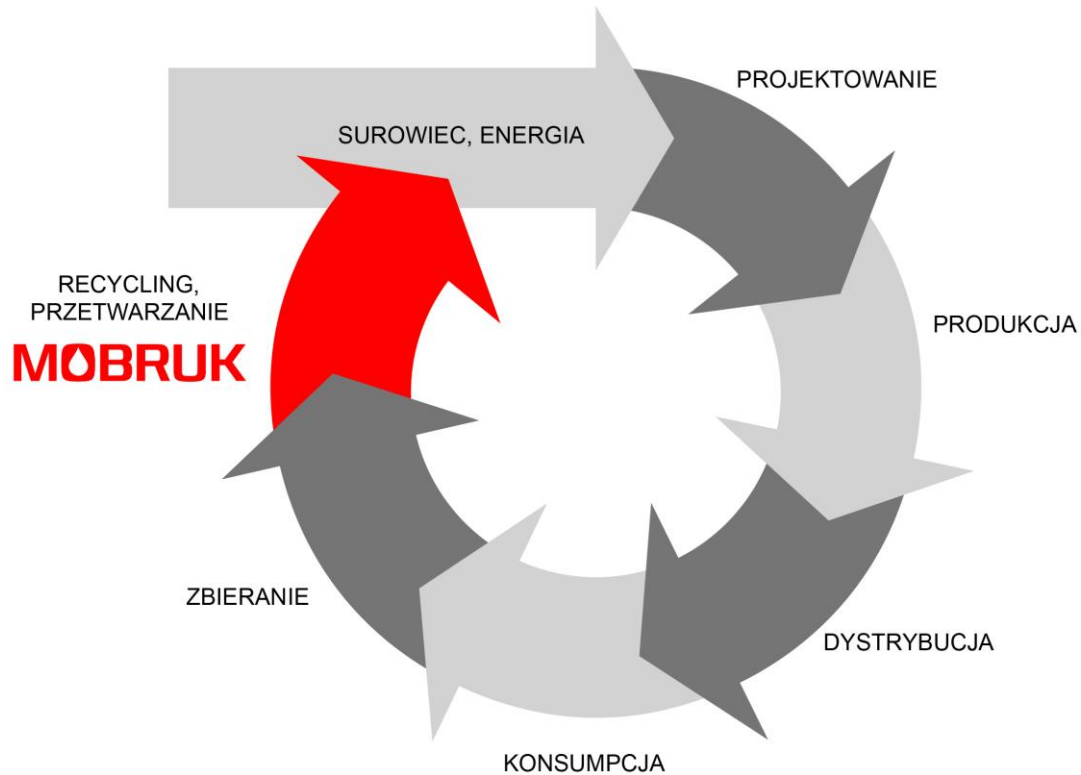 SUROWIEC, ENERGIA
PROJEKTOWANIE
PRODUKCJA
DYSTRYBUCJA
KONSUMPCJA
ZBIERANIE
RECYCLING,
PRZETWARZANIE
MOBRUK